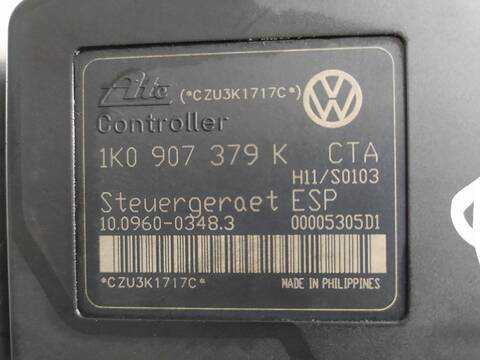 Ate (*CZU3K1717C*)
Controller
1K0 907 379 K CTA
H11/S0103
Steuergeraet ESP
10.0960-0348.3 00005305D1
*CZU3K1717C*
MADE IN PHILIPPINES